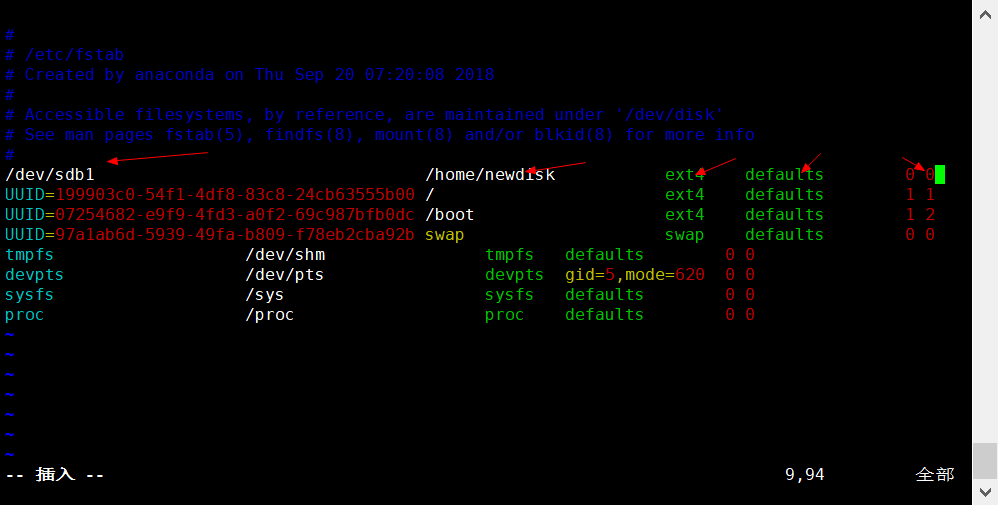 #
# /etc/fstab
# Created by anaconda on Thu Sep 20 07:20:08 2018
#
# Accessible filesystems, by reference, are maintained under '/dev/disk'
# See man pages fstab(5), findfs(8), mount(8) and/or blkid(8) for more info
#
/dev/sdb1 /home/newdisk ext4 defaults 0 0
UUID=199903c0-54f1-4df8-83c8-24cb63555b00 / ext4 defaults 1 1
UUID=07254682-e9f9-4fd3-a0f2-69c987bfb0dc /boot ext4 defaults 1 2
UUID=97a1ab6d-5939-49fa-b809-f78eb2cba92b swap swap defaults 0 0
tmpfs /dev/shm tmpfs defaults 0 0
devpts /dev/pts devpts gid=5,mode=620 0 0
sysfs /sys sysfs defaults 0 0
proc /proc proc defaults 0 0
~
~
~
~
~
~
~
-- 插入 -- 9,94 全部